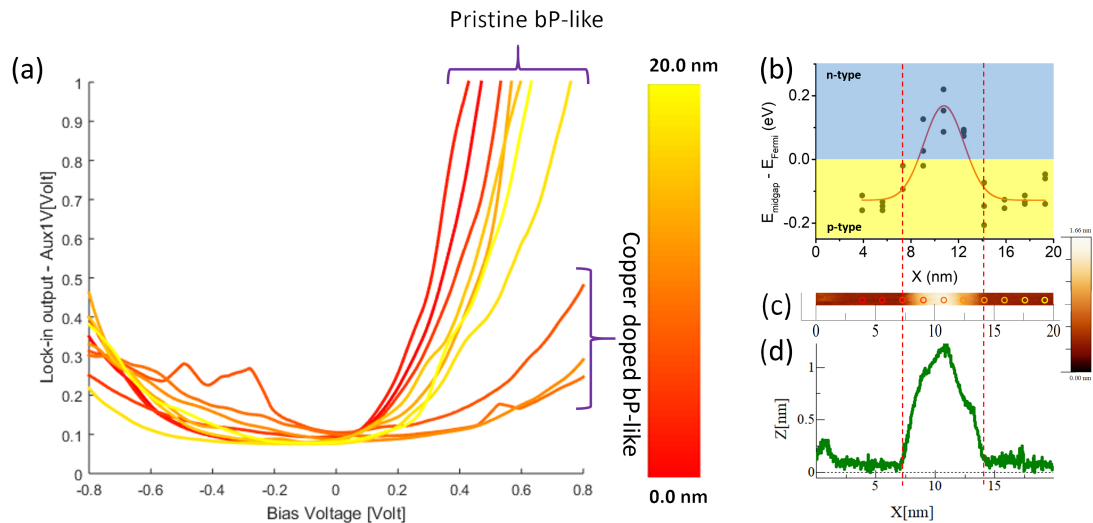 Pristine bP-like
(a)
1
0.9
0.8
0.7
0.6
0.5
0.4
0.3
0.2
0.1
0
Lock-in output - Aux1V[Volt]
-0.8
-0.6
-0.4
-0.2
0
0.2
0.4
0.6
0.8
Bias Voltage [Volt]
20.0 nm
0.0 nm
Copper doped bP-like
(b)
n-type
p-type
0.2
0.0
-0.2
E_midgap - E_Fermi (eV)
0
4
8
12
16
20
X (nm)
1.66 nm
0.00 nm
(c)
0
5
10
15
20
(d)
1
0.5
0
Z[nm]
5
10
15
X[nm]